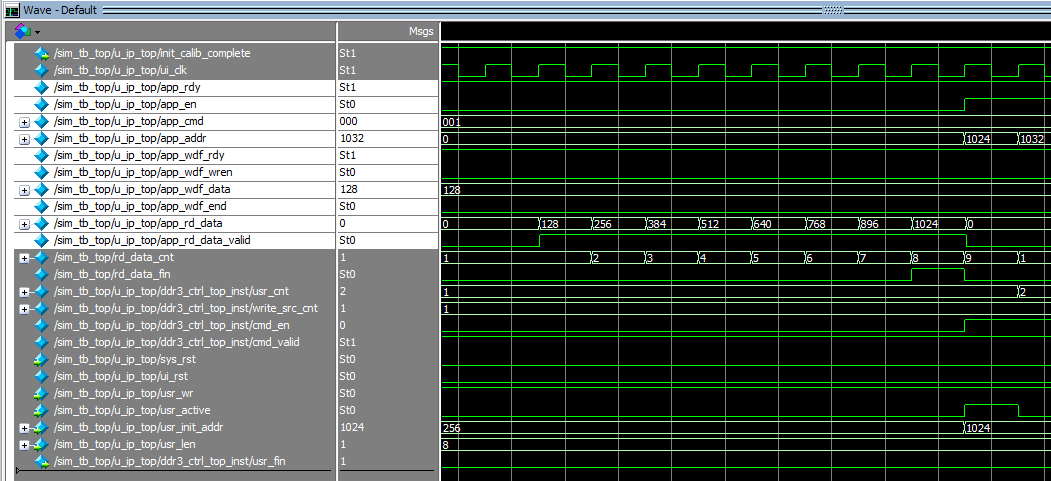 Wave - Default
Msgs
/sim_tb_top/u_ip_top/init_calib_complete St1
/sim_tb_top/u_ip_top/ui_clk St1
/sim_tb_top/u_ip_top/app_rdy St1
/sim_tb_top/u_ip_top/app_en St0
/sim_tb_top/u_ip_top/app_cmd 000 001
/sim_tb_top/u_ip_top/app_addr 1032 0 1024 1032
/sim_tb_top/u_ip_top/app_wdf_rdy St1
/sim_tb_top/u_ip_top/app_wdf_wren St0
/sim_tb_top/u_ip_top/app_wdf_data 128 128
/sim_tb_top/u_ip_top/app_wdf_end St0
/sim_tb_top/u_ip_top/app_rd_data 0 0 128 256 384 512 640 768 896 1024 0
/sim_tb_top/u_ip_top/app_rd_data_valid St0
/sim_tb_top/rd_data_cnt 1 1 2 3 4 5 6 7 8 9 1
/sim_tb_top/rd_data_fin St0
/sim_tb_top/u_ip_top/ddr3_ctrl_top_inst/usr_cnt 2 1 2
/sim_tb_top/u_ip_top/ddr3_ctrl_top_inst/write_src_cnt 1 1
/sim_tb_top/u_ip_top/ddr3_ctrl_top_inst/cmd_en 0
/sim_tb_top/u_ip_top/ddr3_ctrl_top_inst/cmd_valid St1
/sim_tb_top/u_ip_top/sys_rst St0
/sim_tb_top/u_ip_top/ui_rst St0
/sim_tb_top/u_ip_top/usr_wr St0
/sim_tb_top/u_ip_top/usr_active St0
/sim_tb_top/u_ip_top/usr_init_addr 1024 256 1024
/sim_tb_top/u_ip_top/usr_len 1 8
/sim_tb_top/u_ip_top/ddr3_ctrl_top_inst/usr_fin 1